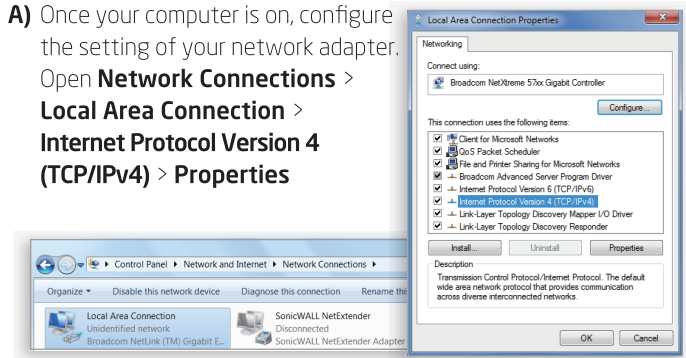 A) Once your computer is on, configure
the setting of your network adapter.
Open Network Connections >
Local Area Connection >
Internet Protocol Version 4
(TCP/IPv4) > Properties
Local Area Connection Properties
Networking
Connect using:
Broadcom NetXtreme 57xx Gigabit Controller
Configure...
This connection uses the following items:
Client for Microsoft Networks
QoS Packet Scheduler
File and Printer Sharing for Microsoft Networks
Broadcom Advanced Server Program Driver
Internet Protocol Version 6 (TCP/IPv6)
Internet Protocol Version 4 (TCP/IPv4)
Link-Layer Topology Discovery Mapper I/O Driver
Link-Layer Topology Discovery Responder
Install... Uninstall Properties
Description
Transmission Control Protocol/Internet Protocol. The default
wide area network protocol that provides communication
across diverse interconnected networks.
OK Cancel
Control Panel Network and Internet Network Connections
Organize Disable this network device Diagnose this connection Rename this
Local Area Connection
Unidentified network
Broadcom NetLink (TM) Gigabit E...
SonicWALL NetExtender
Disconnected
SonicWALL NetExtender Adapter